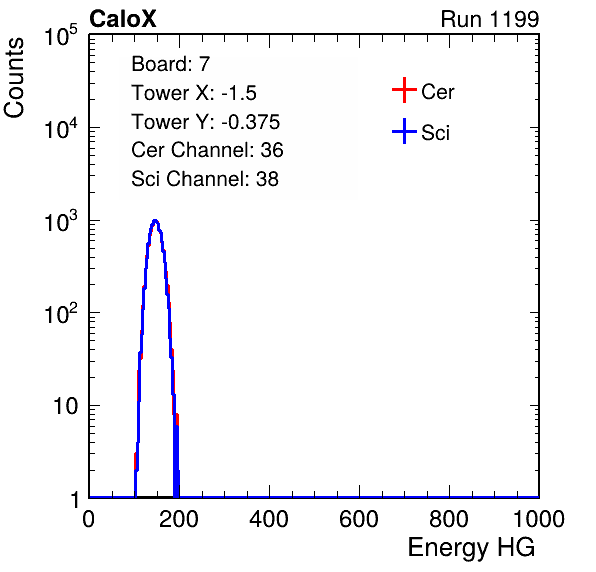 CaloX Run 1199
Counts
10^5
10^4
10^3
10^2
10
1
Board: 7
Tower X: -1.5
Tower Y: -0.375
Cer Channel: 36
Sci Channel: 38
Cer
Sci
0 200 400 600 800 1000
Energy HG